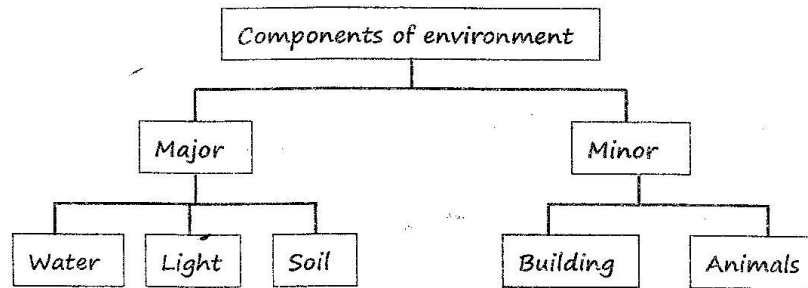 Components of environment
Major
Minor
Water
Light
Soil
Building
Animals